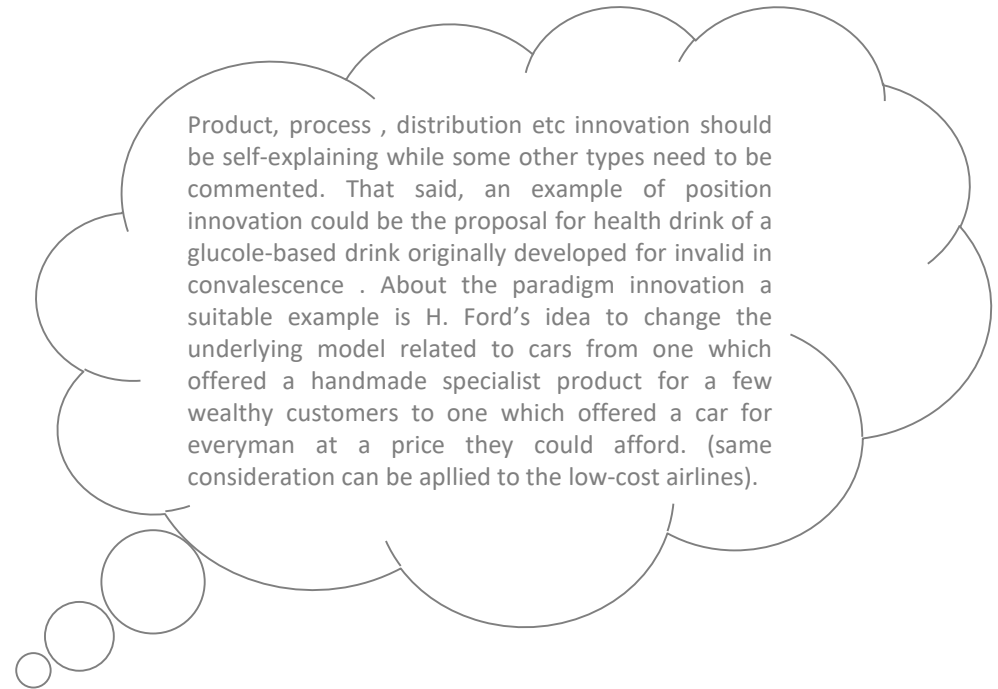 Product, process , distribution etc innovation should
be self-explaining while some other types need to be
commented. That said, an example of position
innovation could be the proposal for health drink of a
glucole-based drink originally developed for invalid in
convalescence . About the paradigm innovation a
suitable example is H. Ford’s idea to change the
underlying model related to cars from one which
offered a handmade specialist product for a few
wealthy customers to one which offered a car for
everyman at a price they could afford. (same
consideration can be apllied to the low-cost airlines).